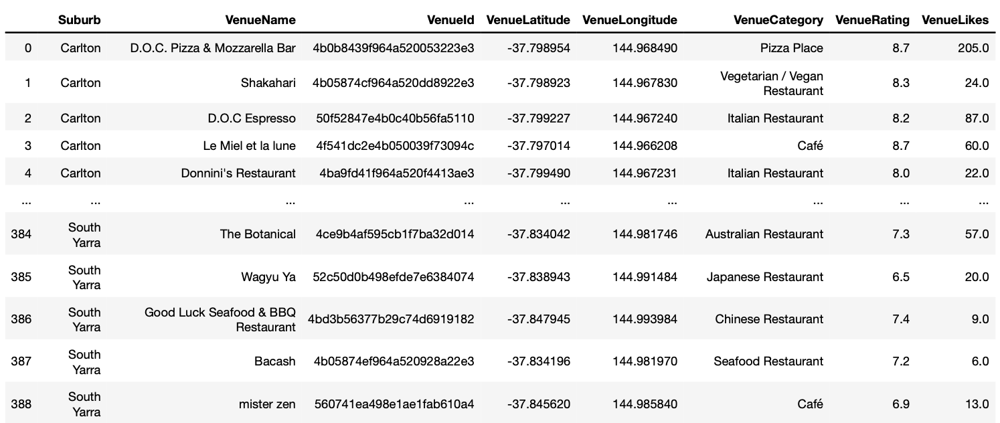 Suburb VenueName VenueId VenueLatitude VenueLongitude VenueCategory VenueRating VenueLikes
0 Carlton D.O.C. Pizza & Mozzarella Bar 4b0b8439f964a520053223e3 -37.798954 144.968490 Pizza Place 8.7 205.0
1 Carlton Shakahari 4b05874cf964a520dd8922e3 -37.798923 144.967830 Vegetarian / Vegan
Restaurant 8.3 24.0
2 Carlton D.O.C Espresso 50f52847e4b0c40b56fa5110 -37.799227 144.967240 Italian Restaurant 8.2 87.0
3 Carlton Le Miel et la lune 4f541dc2e4b050039f73094c -37.797014 144.966208 Café 8.7 60.0
4 Carlton Donnini's Restaurant 4ba9fd41f964a520f4413ae3 -37.799490 144.967231 Italian Restaurant 8.0 22.0
... ... ... ... ... ... ... ... ...
384 South
Yarra The Botanical 4ce9b4af595cb1f7ba32d014 -37.834042 144.981746 Australian Restaurant 7.3 57.0
385 South
Yarra Wagyu Ya 52c50d0b498efde7e6384074 -37.838943 144.991484 Japanese Restaurant 6.5 20.0
386 South
Yarra Good Luck Seafood & BBQ
Restaurant 4bd3b56377b29c74d6919182 -37.847945 144.993984 Chinese Restaurant 7.4 9.0
387 South
Yarra Bacash 4b05874ef964a520928a22e3 -37.834196 144.981970 Seafood Restaurant 7.2 6.0
388 South
Yarra mister zen 560741ea498e1ae1fab610a4 -37.845620 144.985840 Café 6.9 13.0